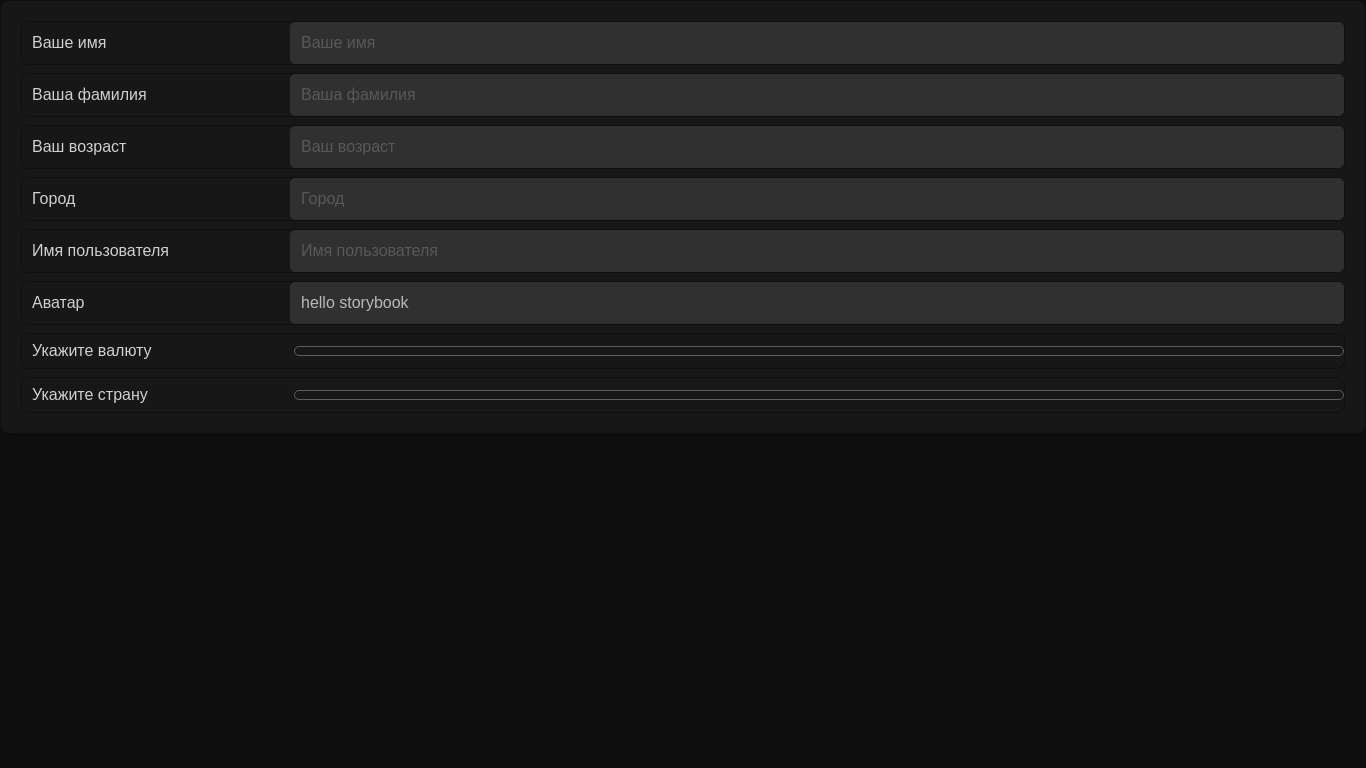 Ваше имя Ваше имя
Ваша фамилия Ваша фамилия
Ваш возраст Ваш возраст
Город Город
Имя пользователя Имя пользователя
Аватар hello storybook
Укажите валюту
Укажите страну